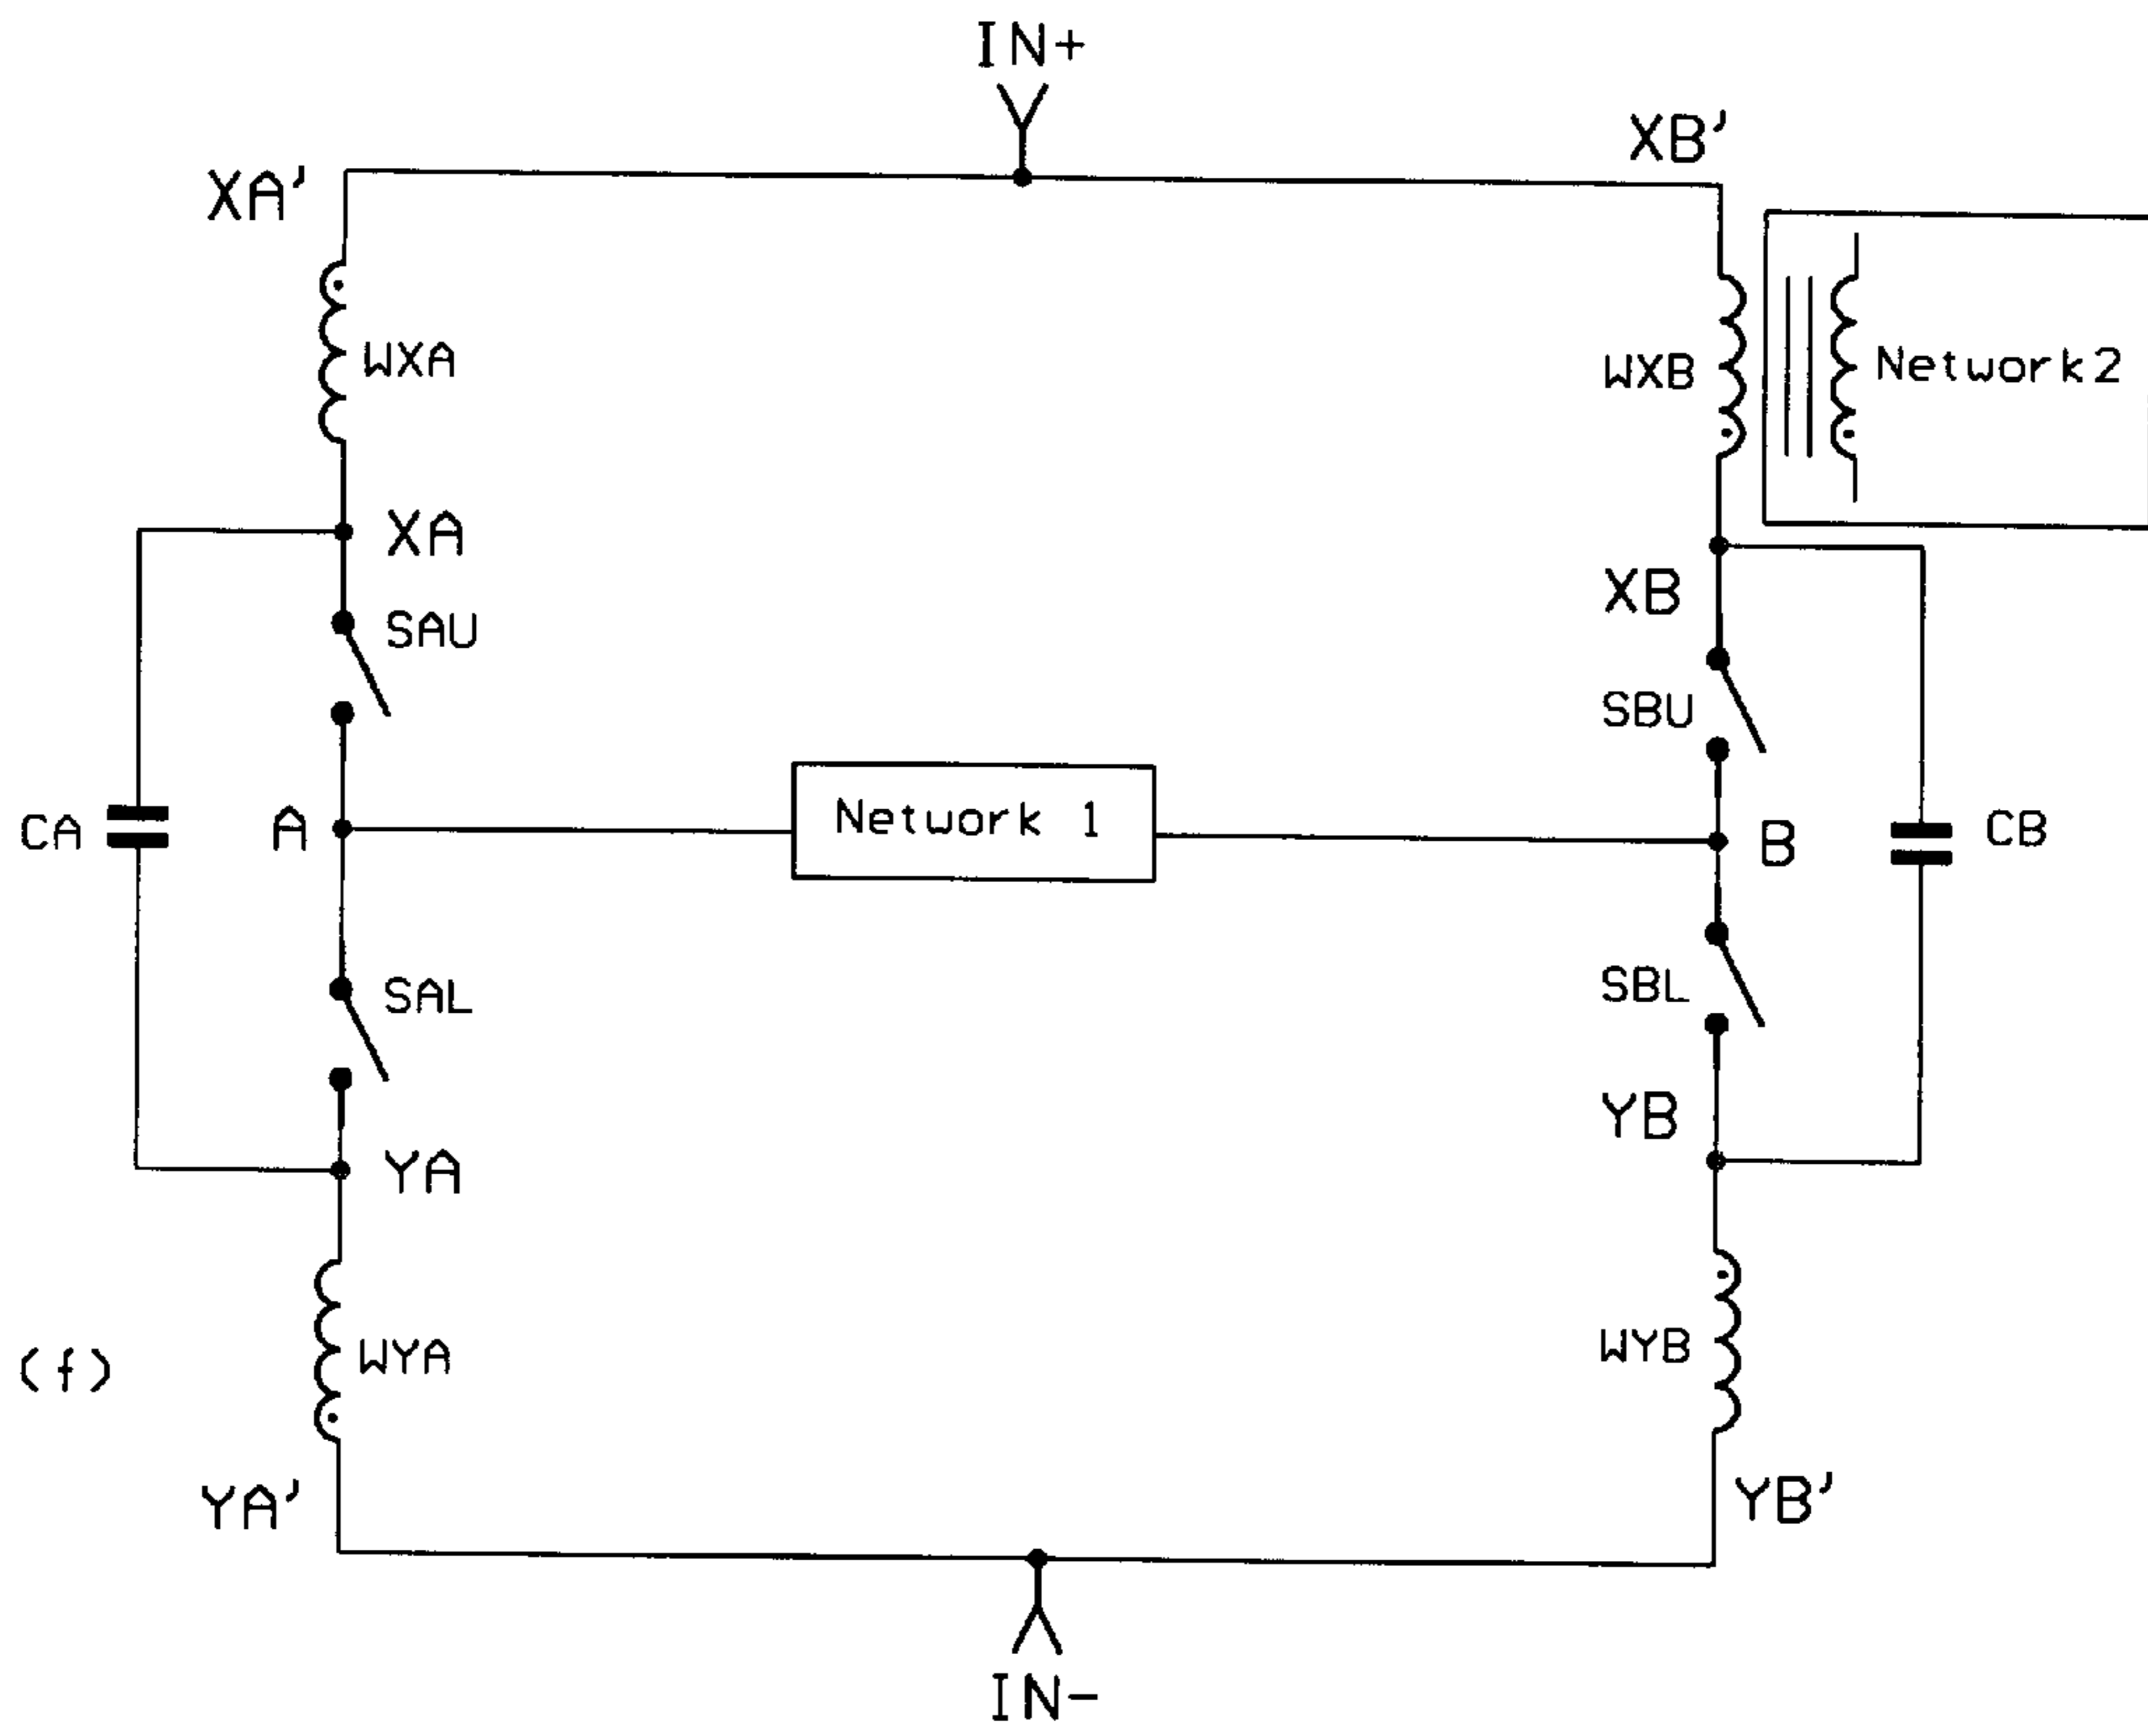 IN+
XA'
XB'
WXA
WXB
Network2
XA
XB
SAU
SBU
CA
A
Network 1
B
CB
SAL
SBL
YA
YB
(f)
WYA
WYB
YA'
YB'
IN-